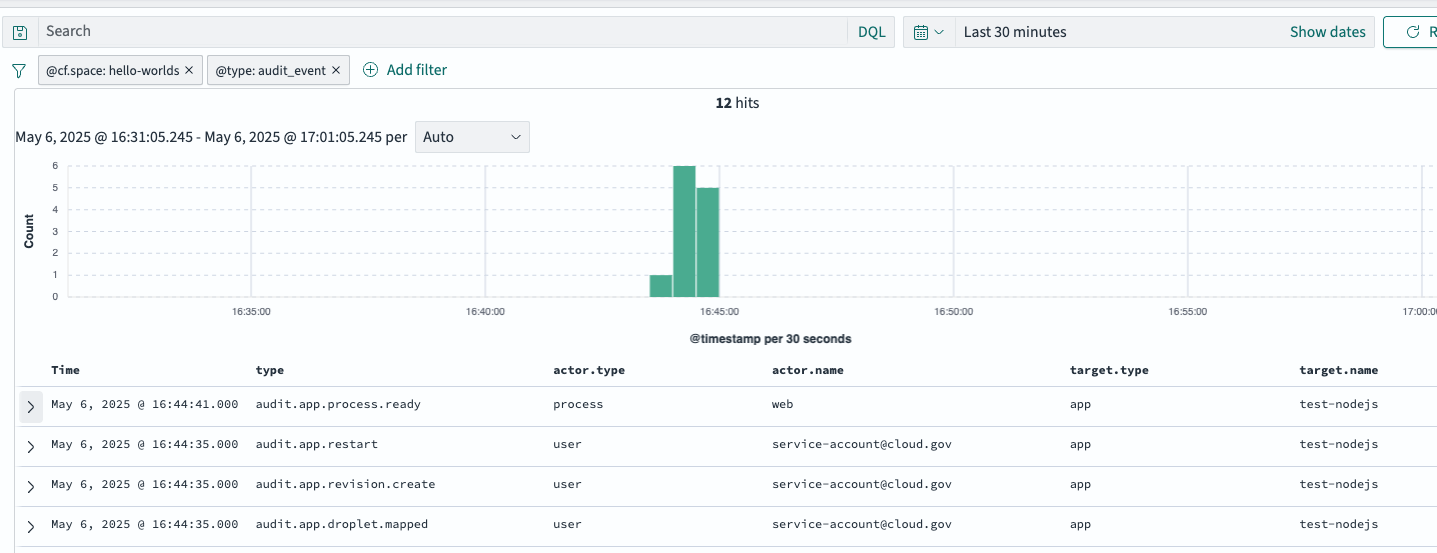 Search DQL Last 30 minutes Show dates R
@cf.space: hello-worlds × @type: audit_event × Add filter
12 hits
May 6, 2025 @ 16:31:05.245 - May 6, 2025 @ 17:01:05.245 per Auto
6
5
4
3
2
1
0
Count
16:35:00 16:40:00 16:45:00 16:50:00 16:55:00 17:00:0
@timestamp per 30 seconds
Time type actor.type actor.name target.type target.name
May 6, 2025 @ 16:44:41.000 audit.app.process.ready process web app test-nodejs
May 6, 2025 @ 16:44:35.000 audit.app.restart user service-account@cloud.gov app test-nodejs
May 6, 2025 @ 16:44:35.000 audit.app.revision.create user service-account@cloud.gov app test-nodejs
May 6, 2025 @ 16:44:35.000 audit.app.droplet.mapped user service-account@cloud.gov app test-nodejs